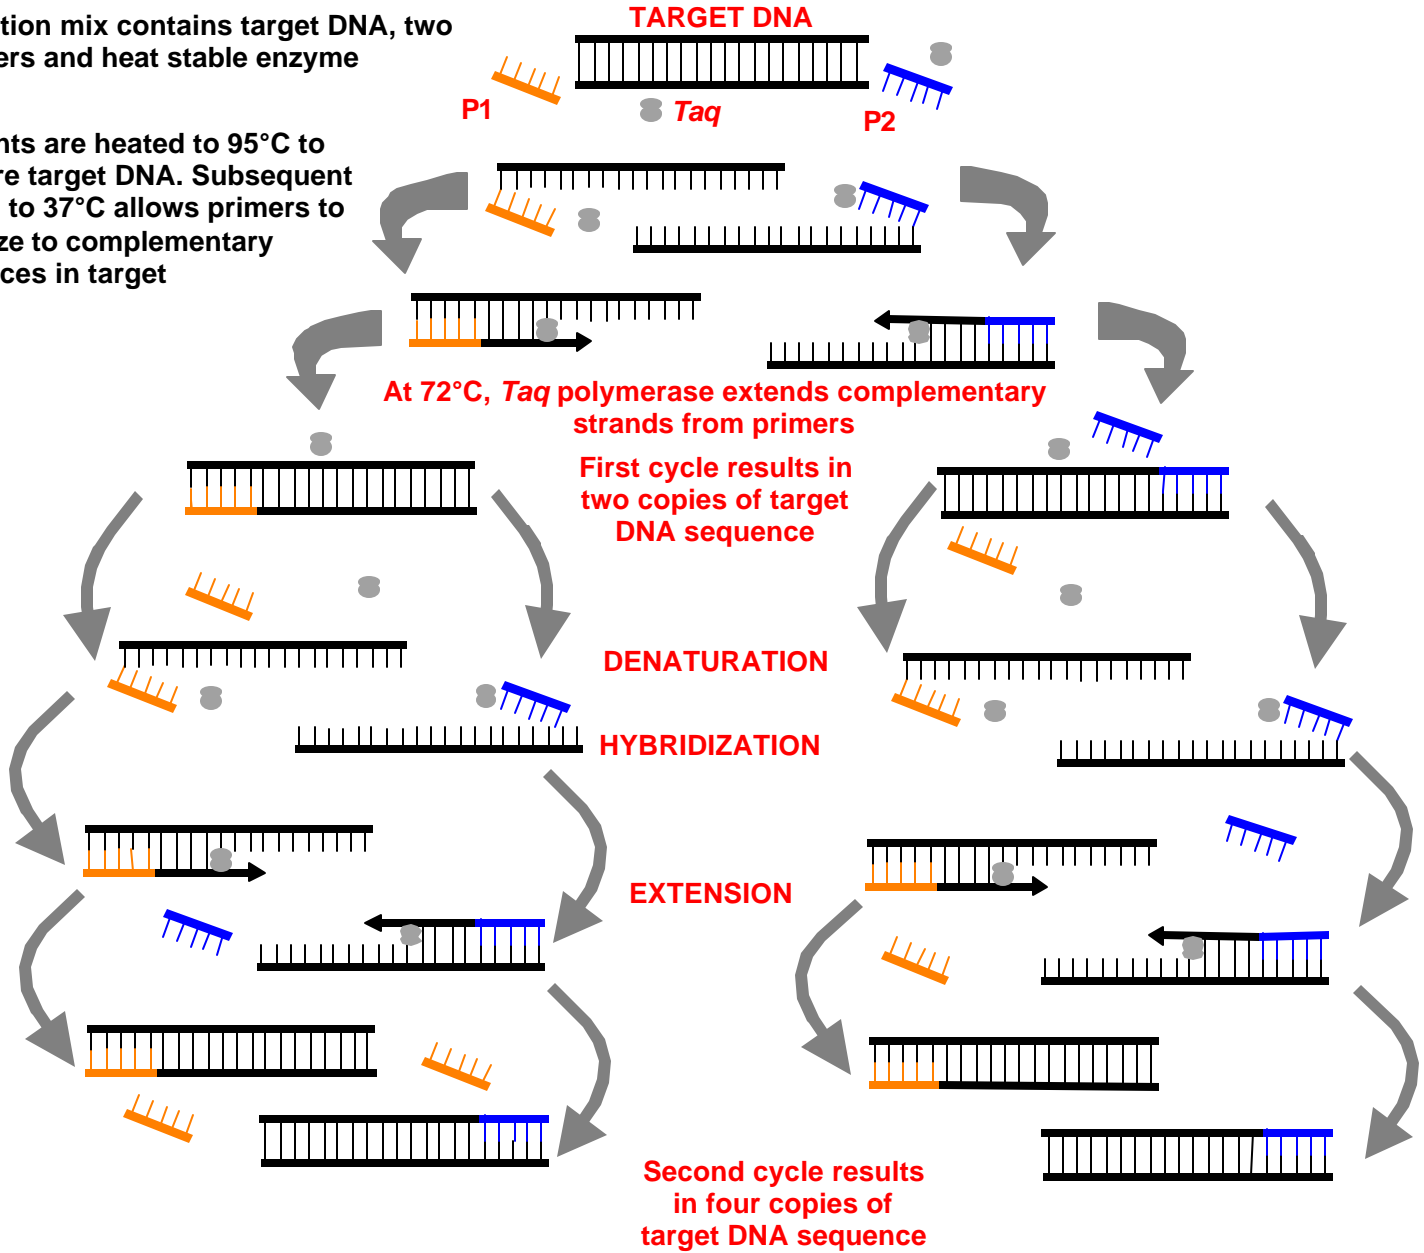 TARGET DNA
tion mix contains target DNA, two
ers and heat stable enzyme
P1
Taq
P2
nts are heated to 95°C to
re target DNA. Subsequent
to 37°C allows primers to
ze to complementary
ces in target
At 72°C, Taq polymerase extends complementary
strands from primers
First cycle results in
two copies of target
DNA sequence
DENATURATION
HYBRIDIZATION
EXTENSION
Second cycle results
in four copies of
target DNA sequence